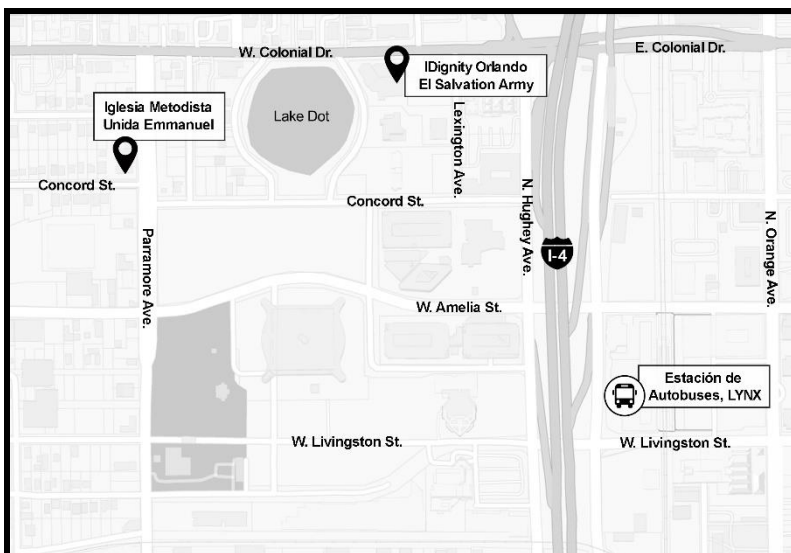 W. Colonial Dr.
E. Colonial Dr.
IDignity Orlando
El Salvation Army
Iglesia Metodista
Unida Emmanuel
Lake Dot
Lexington Ave.
Concord St.
Concord St.
N. Hughey Ave.
N. Orange Ave.
Parramore Ave.
I-4
W. Amelia St.
Estación de
Autobuses, LYNX
W. Livingston St.
W. Livingston St.